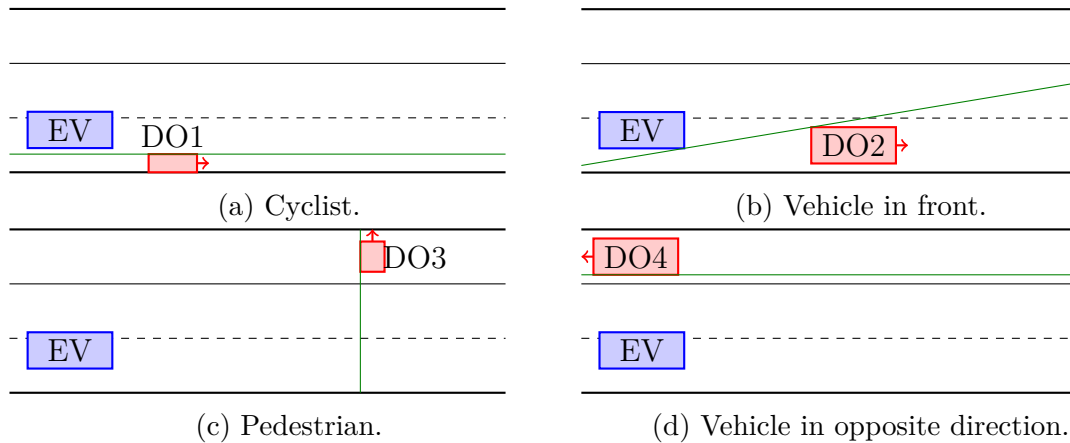 EV
DO1
(a) Cyclist.
EV
DO2
(b) Vehicle in front.
DO3
EV
(c) Pedestrian.
DO4
EV
(d) Vehicle in opposite direction.